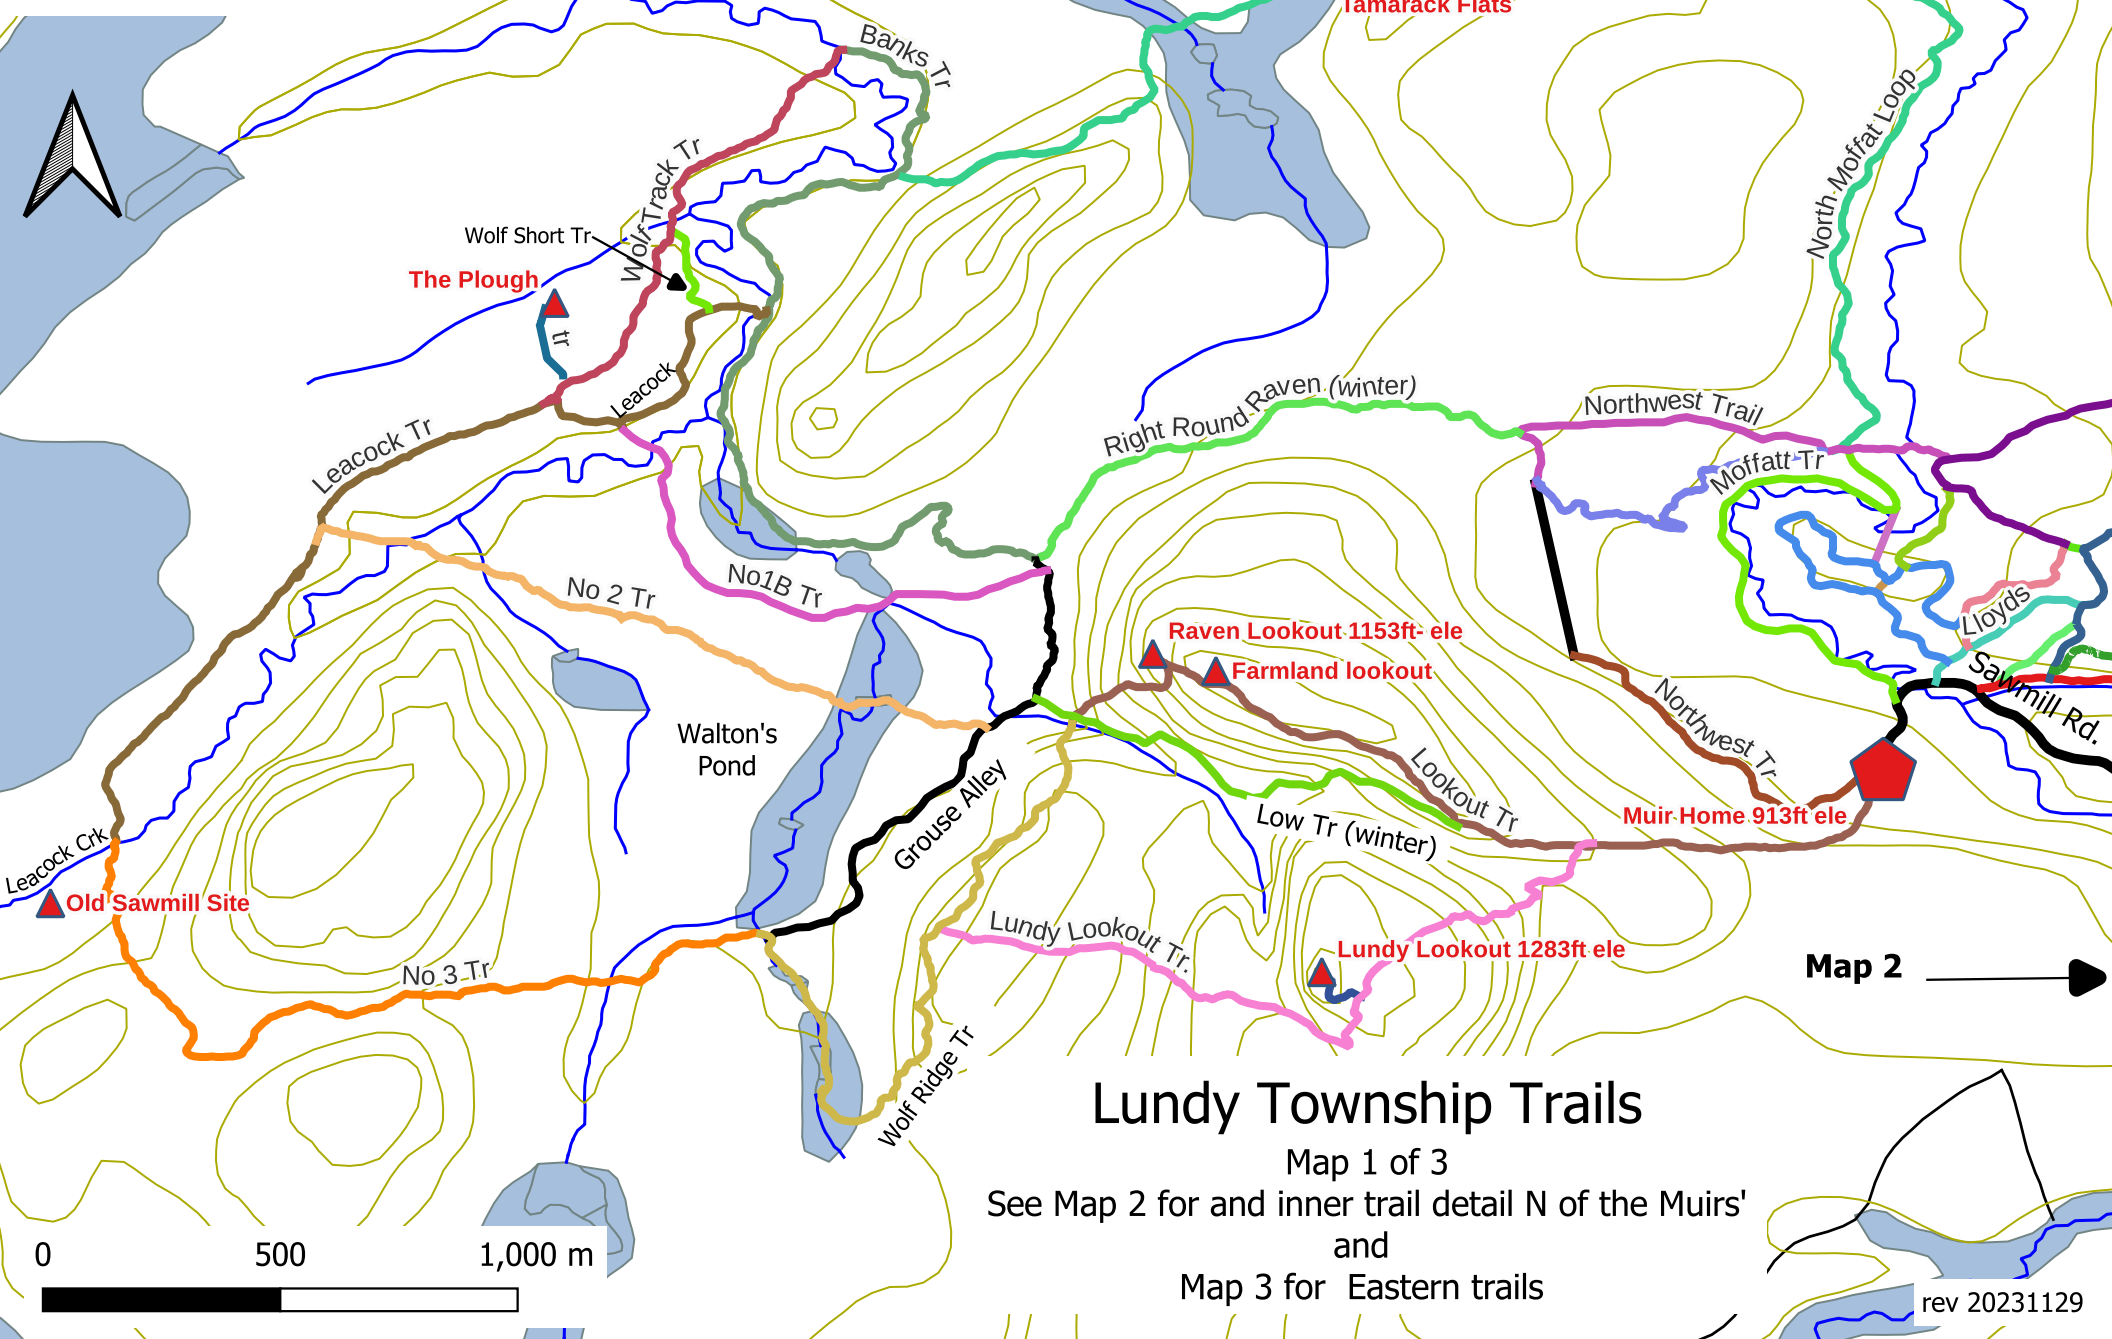 Tamarack Flats
Banks Tr
North Moffat Loop
Wolf Track Tr
Wolf Short Tr
The Plough
tr
Leacock
Leacock Tr
Right Round
Raven (winter)
Northwest Trail
Moffatt Tr
No 2 Tr
No1B Tr
Lloyds
Raven Lookout 1153ft- ele
Farmland lookout
Sawmill Rd.
Northwest Tr
Walton's
Pond
Lookout Tr
Grouse Alley
Low Tr (winter)
Muir Home 913ft ele
Leacock Crk
Old Sawmill Site
Lundy Lookout Tr.
Lundy Lookout 1283ft ele
No 3 Tr
Map 2
Wolf Ridge Tr
Lundy Township Trails
Map 1 of 3
See Map 2 for and inner trail detail N of the Muirs'
and
Map 3 for  Eastern trails
0 500 1,000 m
rev 20231129